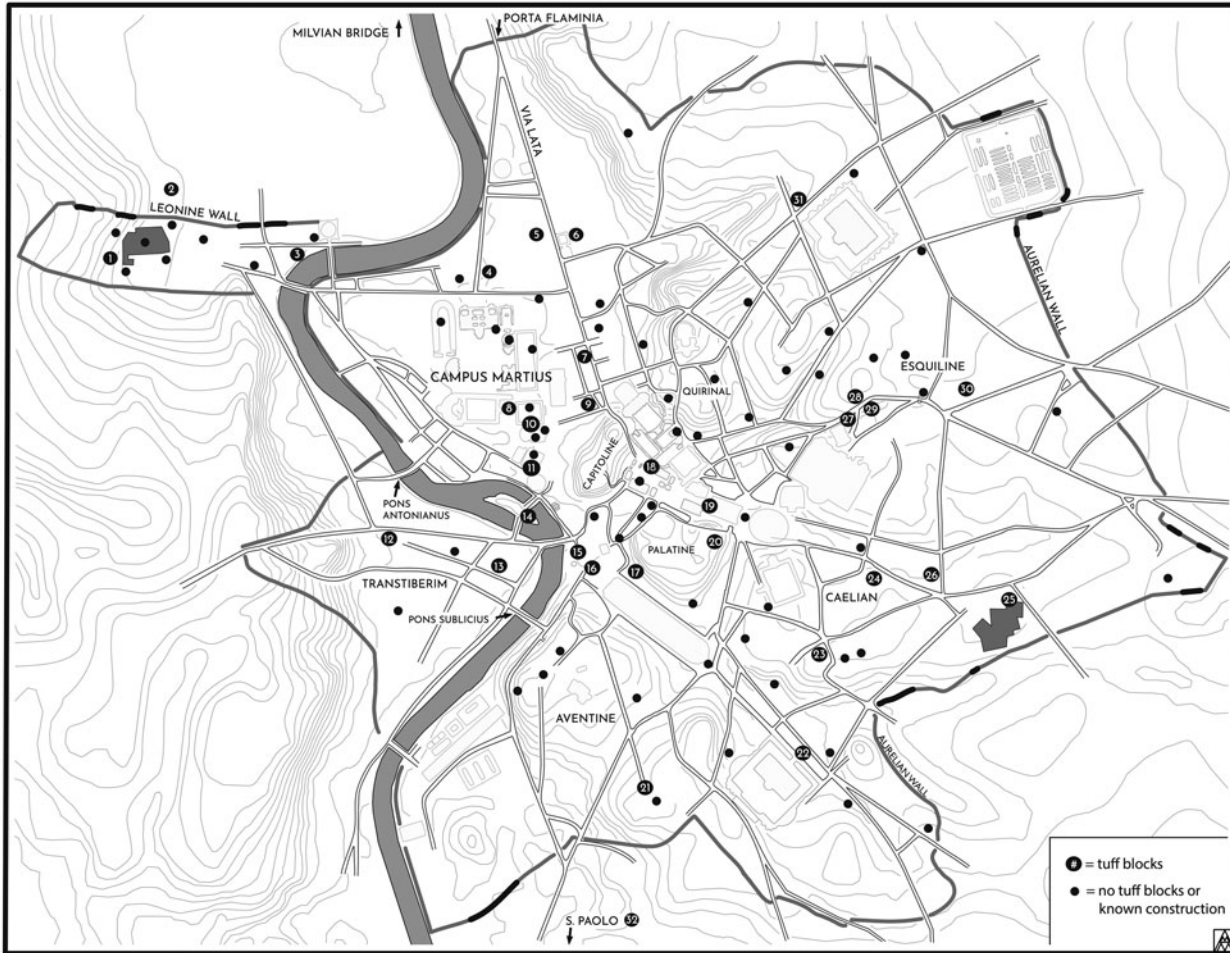 PORTA FLAMINIA
MILVIAN BRIDGE
VIA LATA
2
LEONINE WALL
31
1
3
5
6
4
AURELIAN WALL
7
CAMPUS MARTIUS
QUIRINAL
ESQUILINE
28
30
8
9
27
29
10
11
CAPITOLINE
18
PONS
ANTONIANUS
14
19
12
15
PALATINE
20
13
16
17
24
26
TRANSTIBERIM
CAELIAN
25
PONS SUBLICIUS
23
AVENTINE
22
AURELIAN WALL
21
# = tuff blocks
= no tuff blocks or
known construction
S. PAOLO 32